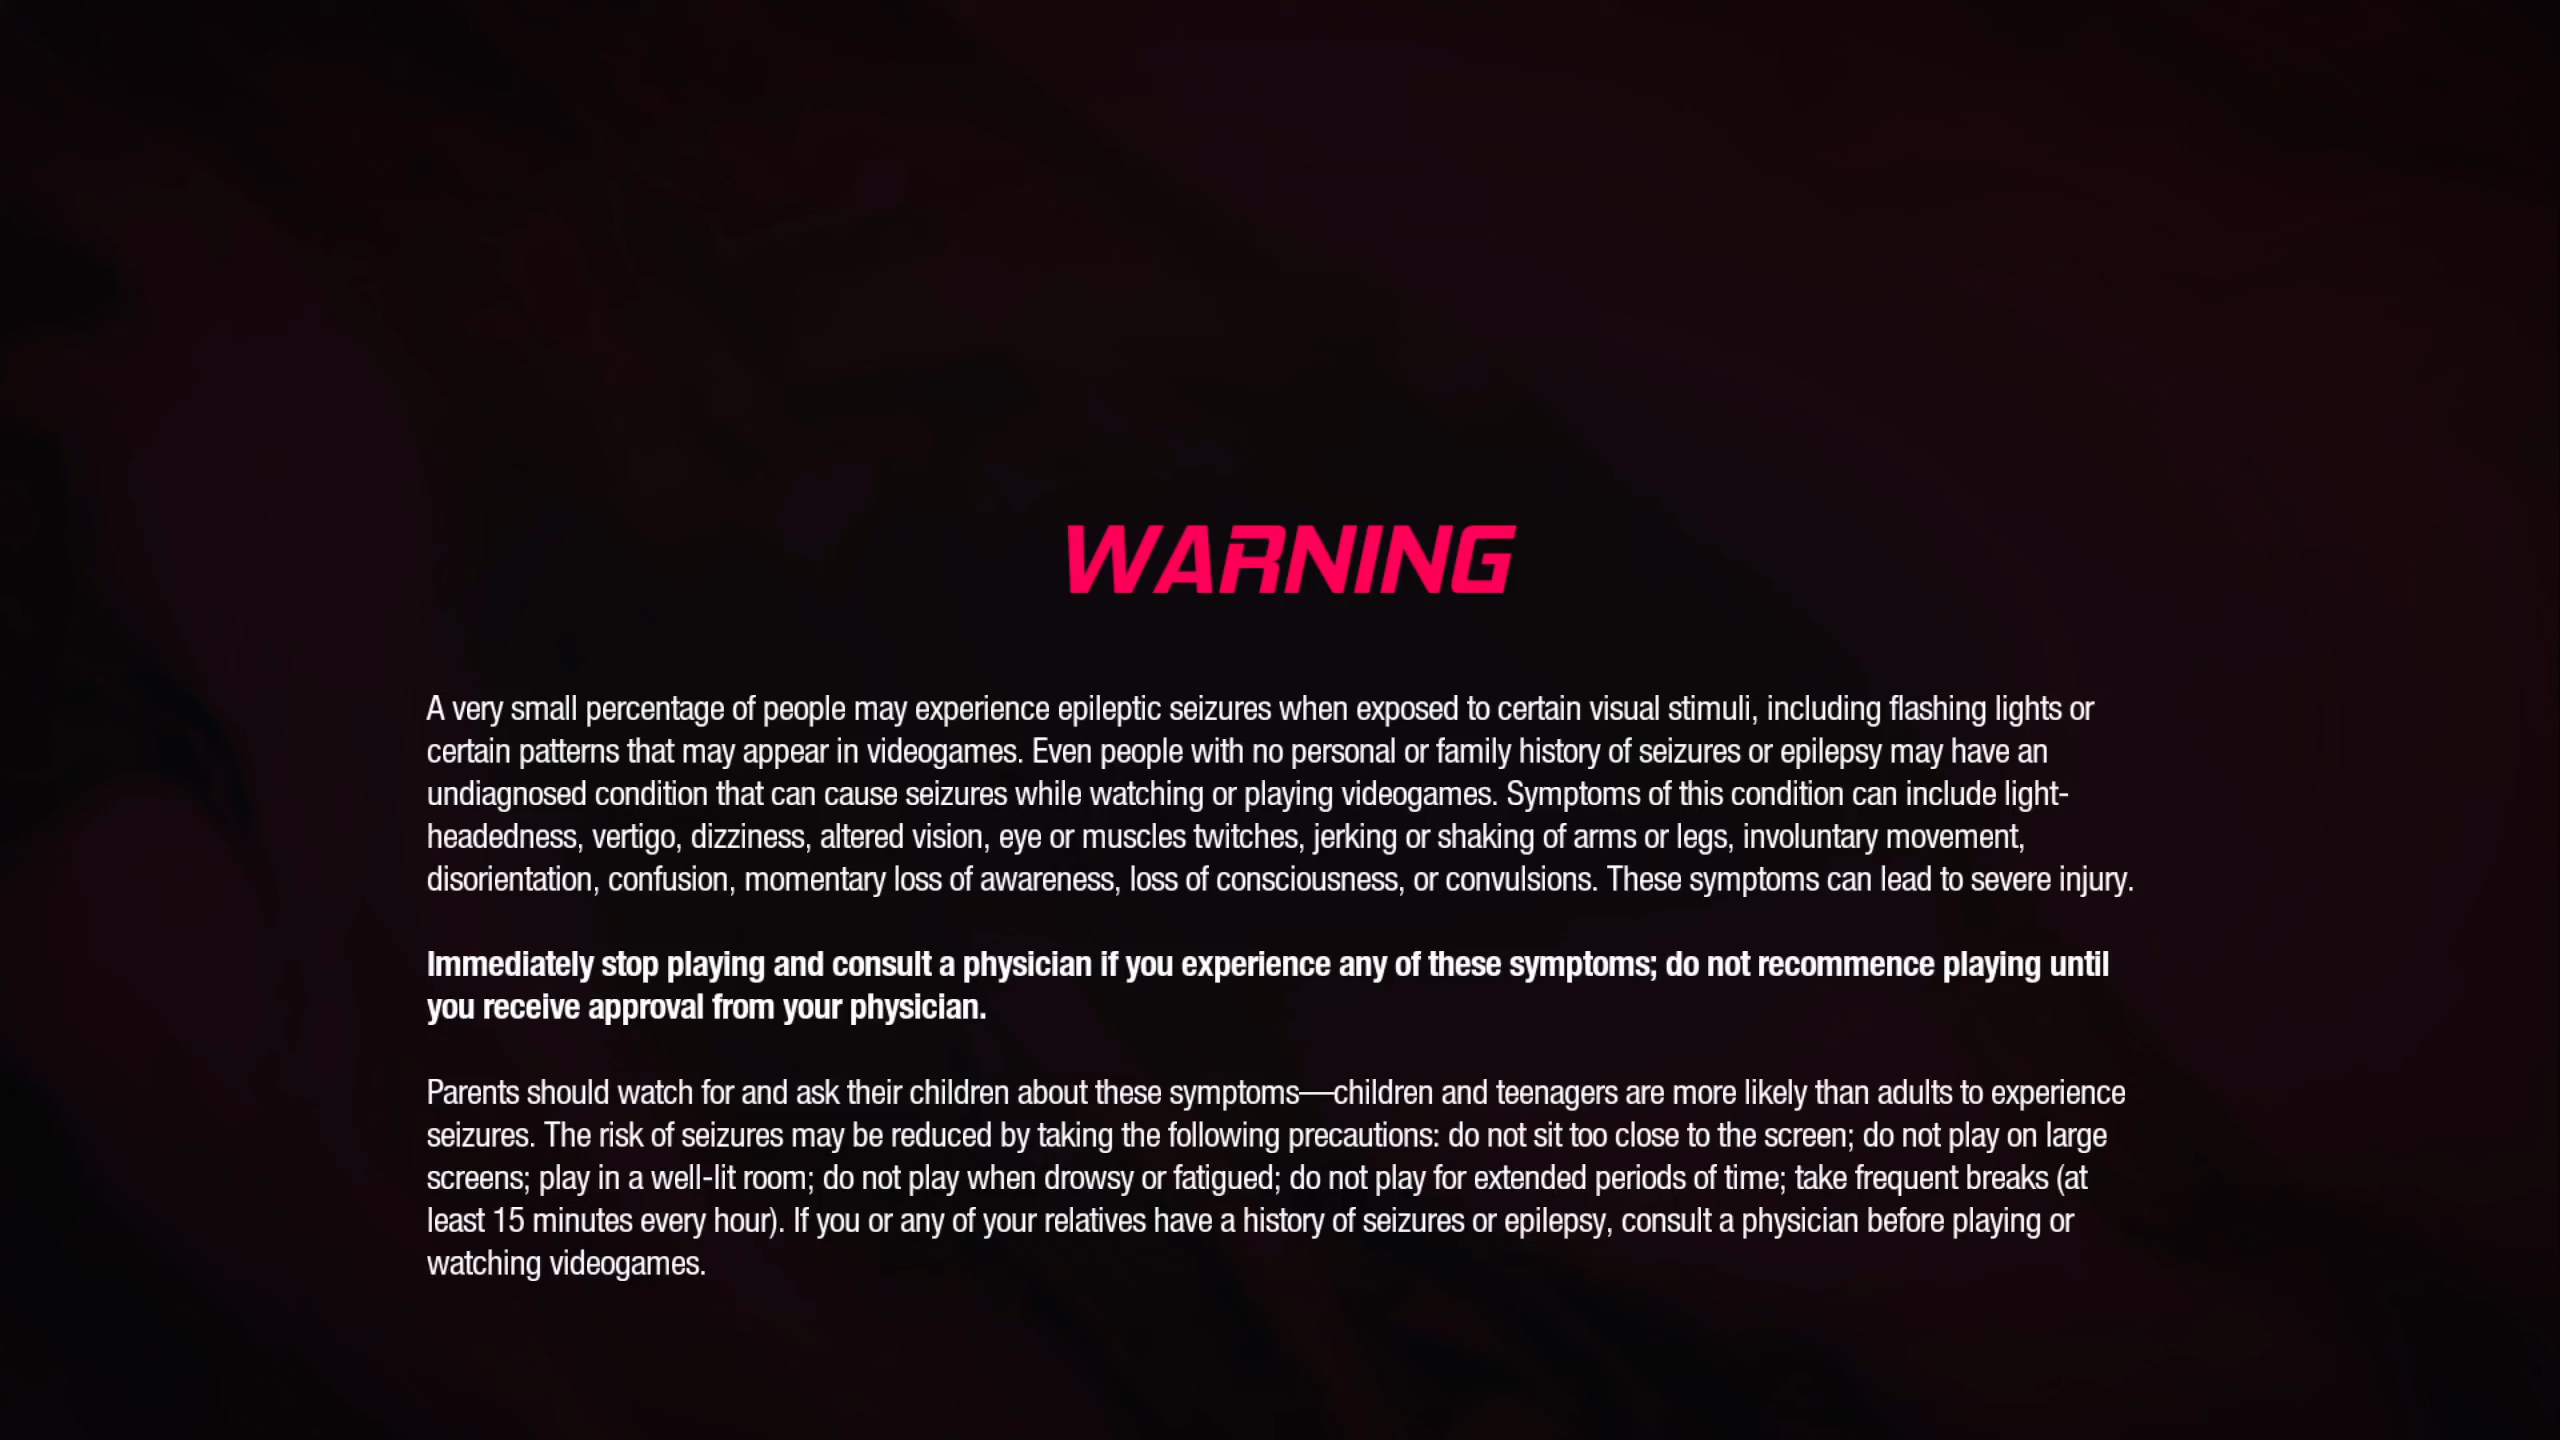 WARNING
A very small percentage of people may experience epileptic seizures when exposed to certain visual stimuli, including flashing lights or
certain patterns that may appear in videogames. Even people with no personal or family history of seizures or epilepsy may have an
undiagnosed condition that can cause seizures while watching or playing videogames. Symptoms of this condition can include light-
headedness, vertigo, dizziness, altered vision, eye or muscles twitches, jerking or shaking of arms or legs, involuntary movement,
disorientation, confusion, momentary loss of awareness, loss of consciousness, or convulsions. These symptoms can lead to severe injury.
Immediately stop playing and consult a physician if you experience any of these symptoms; do not recommence playing until
you receive approval from your physician.
Parents should watch for and ask their children about these symptoms—children and teenagers are more likely than adults to experience
seizures. The risk of seizures may be reduced by taking the following precautions: do not sit too close to the screen; do not play on large
screens; play in a well-lit room; do not play when drowsy or fatigued; do not play for extended periods of time; take frequent breaks (at
least 15 minutes every hour). If you or any of your relatives have a history of seizures or epilepsy, consult a physician before playing or
watching videogames.